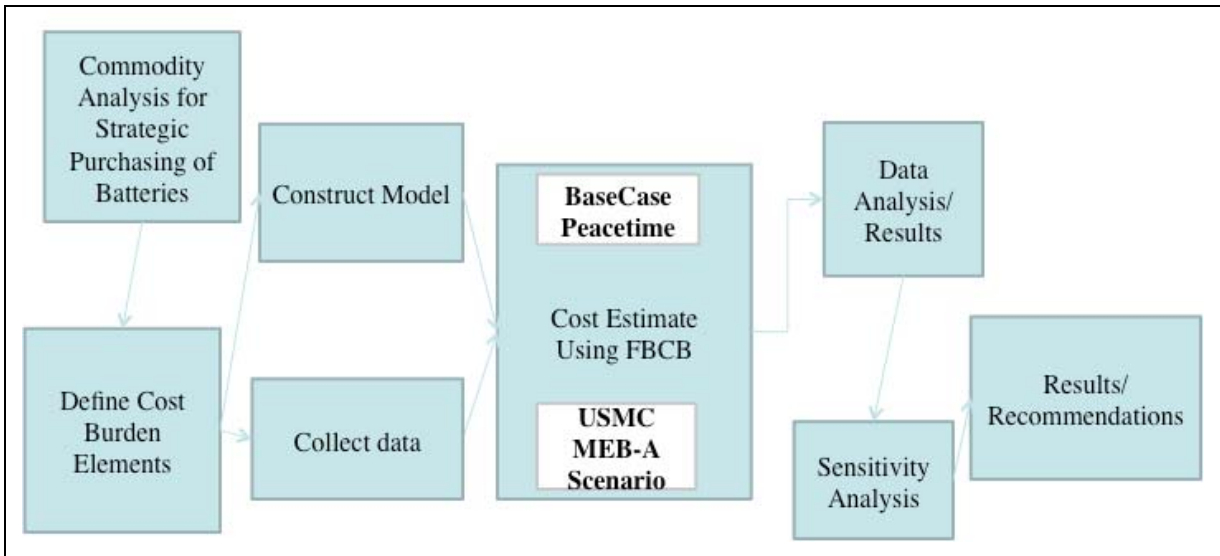 Commodity
Analysis for
Strategic
Purchasing of
Batteries
Define Cost
Burden
Elements
Construct Model
Collect data
BaseCase
Peacetime
Cost Estimate
Using FBCB
USMC
MEB-A
Scenario
Data
Analysis/
Results
Sensitivity
Analysis
Results/
Recommendations